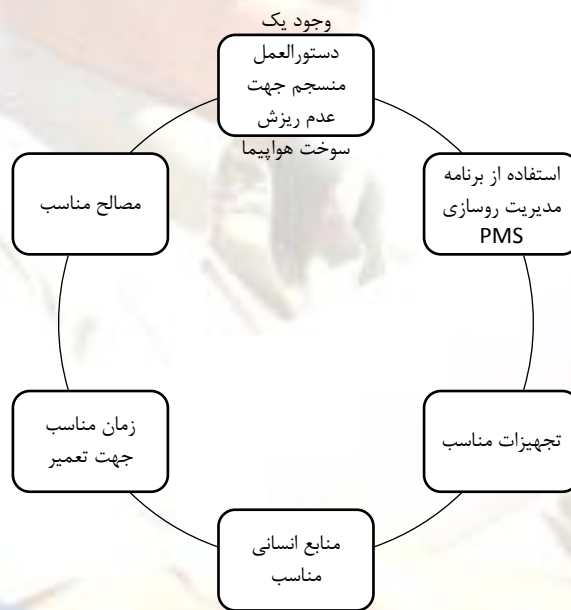 وجود یک
دستورالعمل
منسجم جهت
عدم ریزش
سوخت هواپیما
استفاده از برنامه
مدیریت روسازی
PMS
تجهیزات مناسب
منابع انسانی
مناسب
زمان مناسب
جهت تعمیر
مصالح مناسب